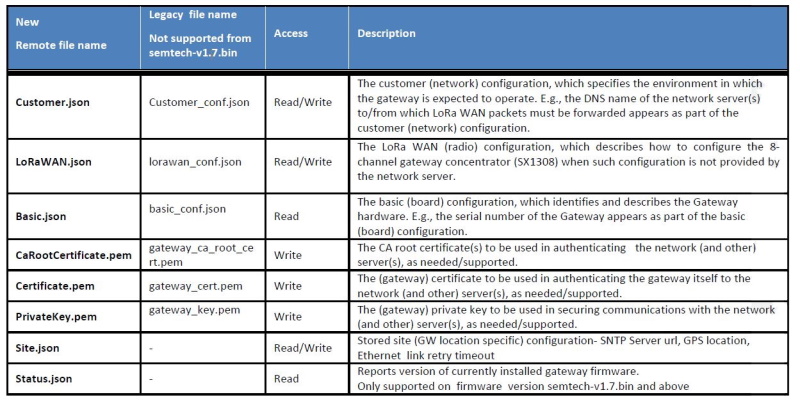 New
Remote file name
Legacy file name
Not supported from
semtech-v1.7.bin
Access
Description
Customer.json
Customer_conf.json
Read/Write
The customer (network) configuration, which specifies the environment in which
the gateway is expected to operate. E.g., the DNS name of the network server(s)
to/from which LoRa WAN packets must be forwarded appears as part of the
customer (network) configuration.
LoRaWAN.json
lorawan_conf.json
Read/Write
The LoRa WAN (radio) configuration, which describes how to configure the 8-
channel gateway concentrator (SX1308) when such configuration is not provided by
the network server.
Basic.json
basic_conf.json
Read
The basic (board) configuration, which identifies and describes the Gateway
hardware. E.g., the serial number of the Gateway appears as part of the basic
(board) configuration.
CaRootCertificate.pem
gateway_ca_root_ce
rt.pem
Write
The CA root certificate(s) to be used in authenticating the network (and other)
server(s), as needed/supported.
Certificate.pem
gateway_cert.pem
Write
The (gateway) certificate to be used in authenticating the gateway itself to the
network (and other) server(s), as needed/supported.
PrivateKey.pem
gateway_key.pem
Write
The (gateway) private key to be used in securing communications with the network
(and other) server(s), as needed/supported.
Site.json
-
Read/Write
Stored site (GW location specific) configuration- SNTP Server url, GPS location,
Ethernet link retry timeout
Status.json
-
Read
Reports version of currently installed gateway firmware.
Only supported on firmware version semtech-v1.7.bin and above